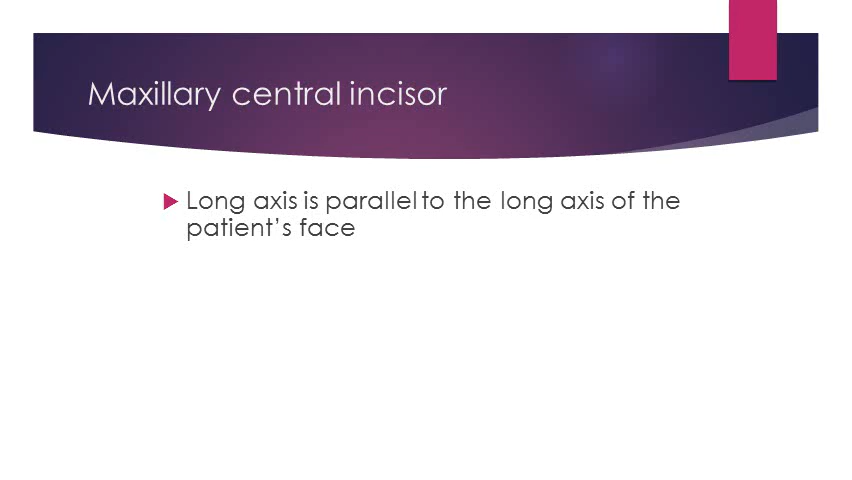 Maxillary central incisor
Long axis is parallel to the long axis of the
patient’s face